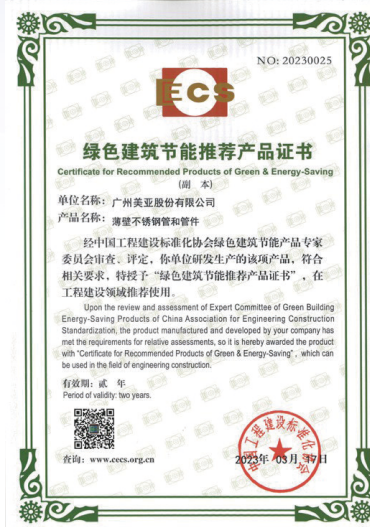 NO: 20230025
ECS
绿色建筑节能推荐产品证书
Certificate for Recommended Products of Green & Energy-Saving
(副 本)
单位名称：广州美亚股份有限公司
产品名称：薄壁不锈钢管和管件
经中国工程建设标准化协会绿色建筑节能产品专家
委员会审查、评定，你单位研发生产的该项产品，符合
相关要求，特授予“绿色建筑节能推荐产品证书”，在
工程建设领域推荐使用。
Upon the review and assessment of Expert Committee of Green Building
Energy-Saving Products of China Association for Engineering Construction
Standardization, the product manufactured and developed by your company has
met the requirements for relative assessments, so it is hereby awarded the product
with "Certificate for Recommended Products of Green & Energy-Saving", which can
be used in the field of engineering construction.
有效期：贰 年
Period of validity: two years.
查询：www.cecs.org.cn
中国工程建设标准化协会
2023年 03月 17日